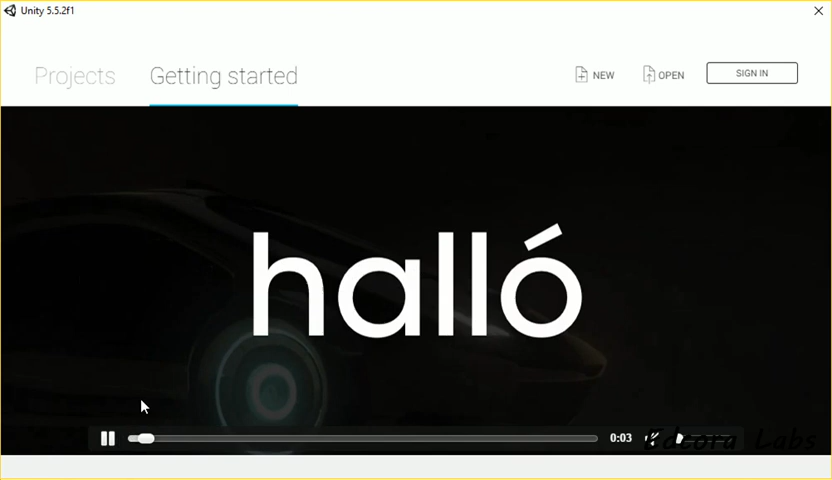 Unity 5.5.2f1
Projects Getting started NEW OPEN SIGN IN
halló
0:03
Edcora Labs